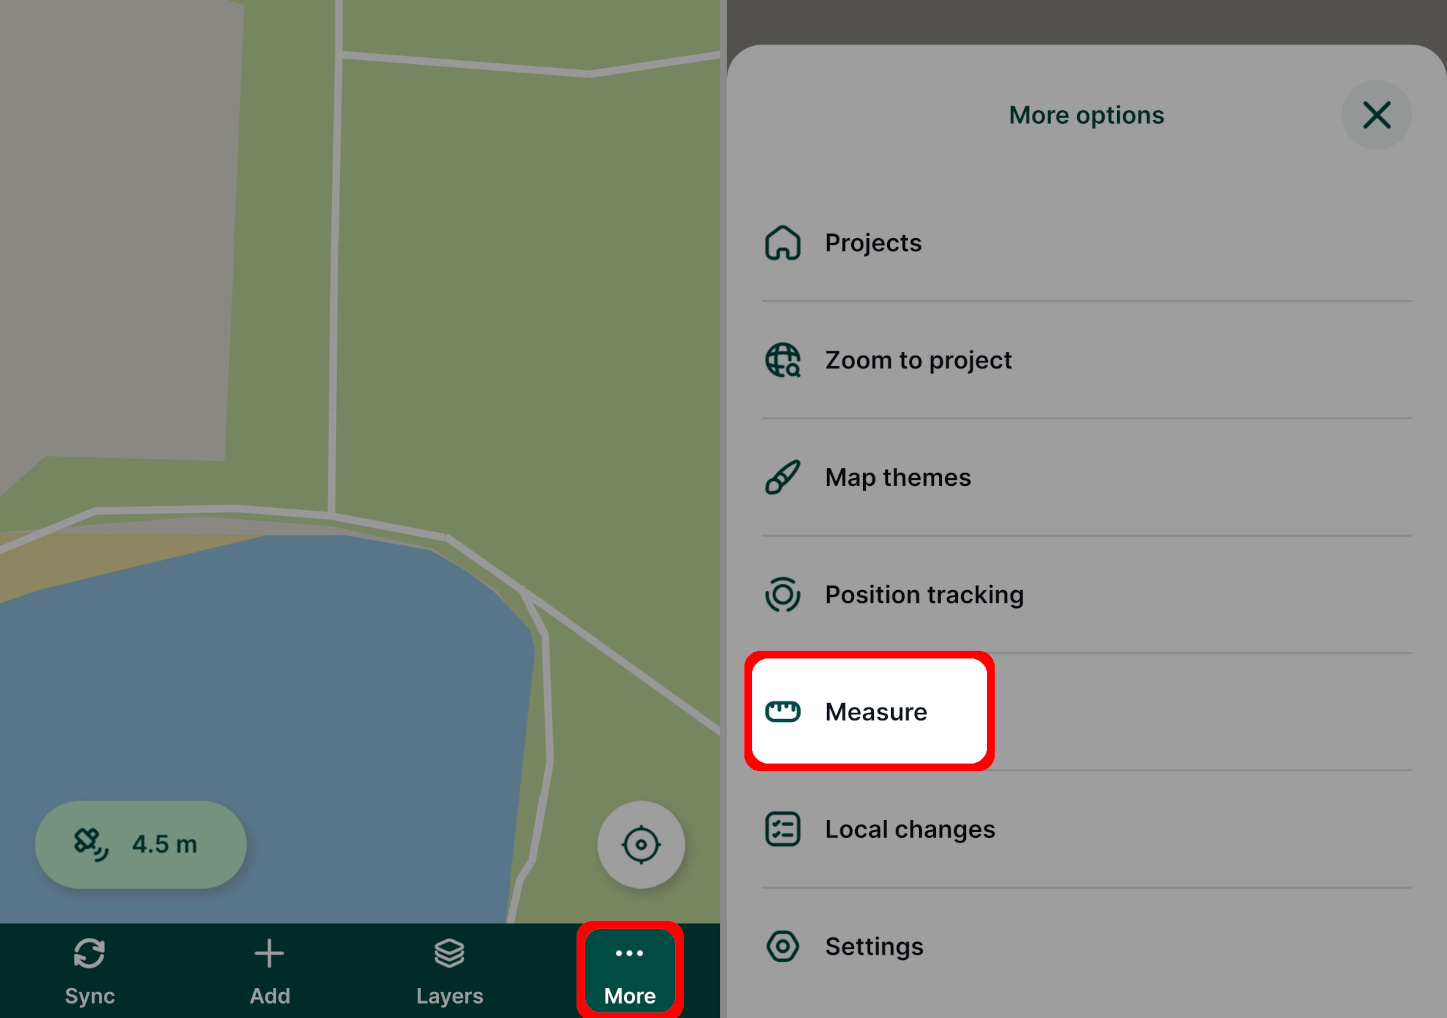 4.5 m
Sync
Add
Layers
More
More options
Projects
Zoom to project
Map themes
Position tracking
Measure
Local changes
Settings